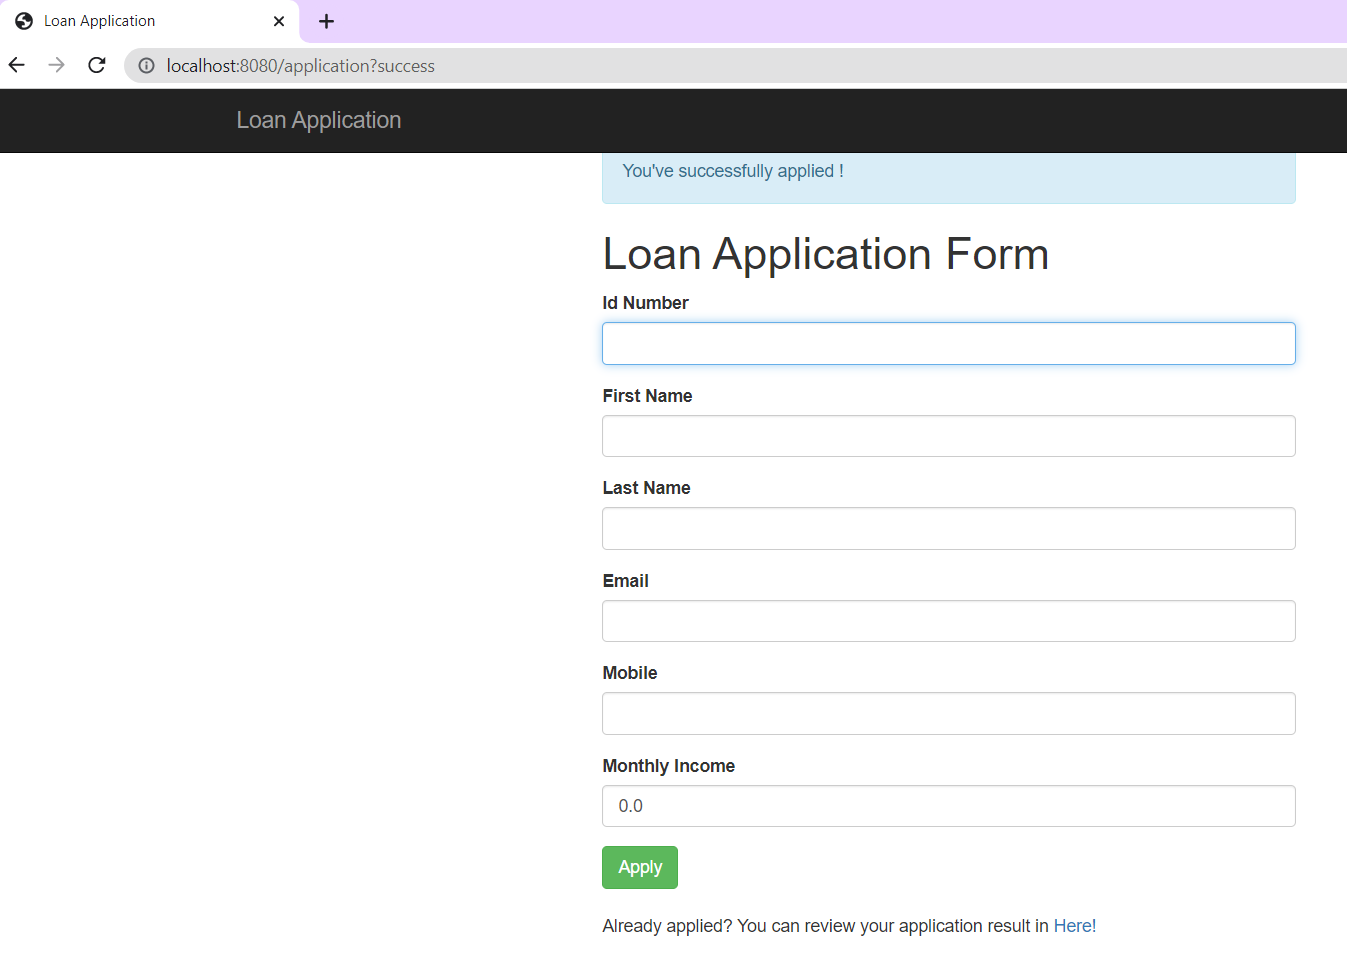 Loan Application
localhost:8080/application?success
Loan Application
You've successfully applied !
Loan Application Form
Id Number
First Name
Last Name
Email
Mobile
Monthly Income
0.0
Apply
Already applied? You can review your application result in Here!